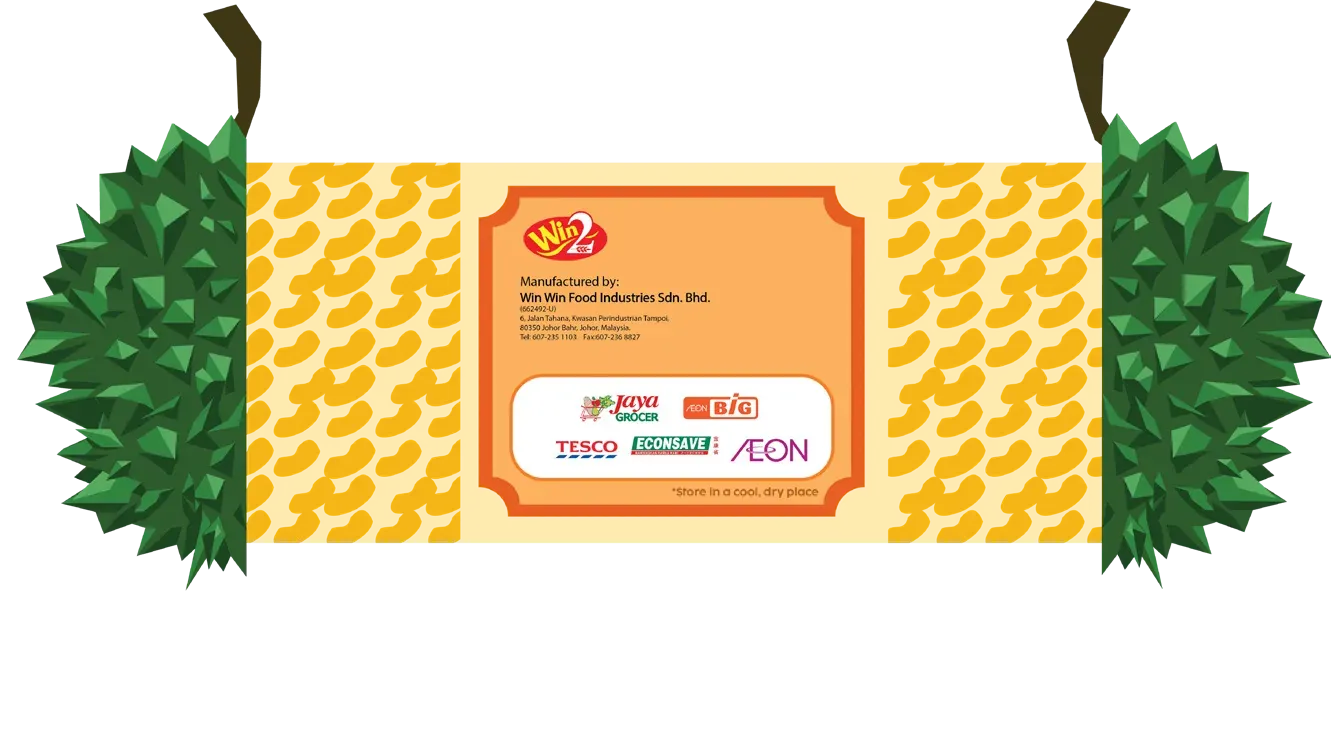 Win2
Manufactured by:
Win Win Food Industries Sdn. Bhd.
(662492-U)
6, Jalan Tahana, Kwasan Perindustrian Tampoi,
80350 Johor Bahr, Johor, Malaysia.
Tel: 607-235 1103 Fax:607-236 8827
Jaya
GROCER
ÆON BiG
TESCO
ECONSAVE
ÆON
*Store in a cool, dry place